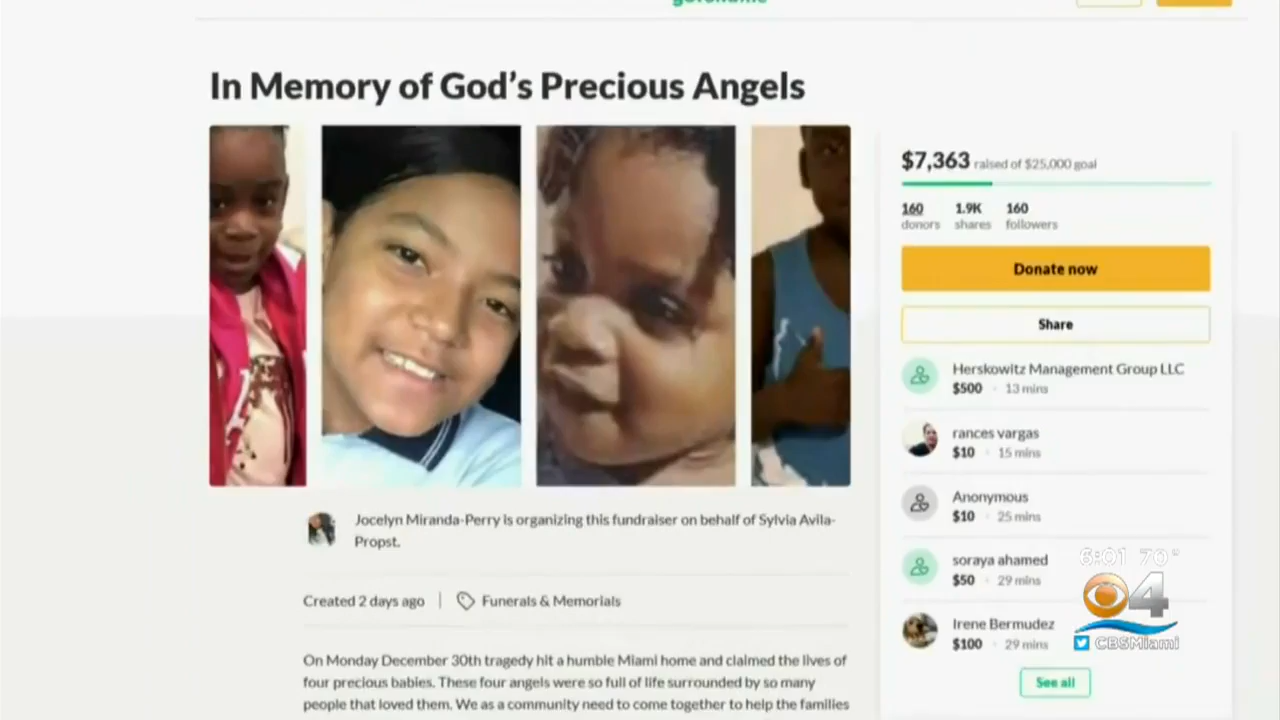 gofundme
In Memory of God's Precious Angels
$7,363 raised of $25,000 goal
160 1.9K 160
donors shares followers
Donate now
Share
Herskowitz Management Group LLC
$500 · 13 mins
rances vargas
$10 · 15 mins
Anonymous
$10 · 25 mins
soraya ahamed
$50 · 29 mins
Irene Bermudez
$100 · 29 mins
See all
Jocelyn Miranda-Perry is organizing this fundraiser on behalf of Sylvia Avila-
Propst.
Created 2 days ago | Funerals & Memorials
On Monday December 30th tragedy hit a humble Miami home and claimed the lives of
four precious babies. These four angels were so full of life surrounded by so many
people that loved them. We as a community need to come together to help the families
6:01 70°
4
CBSMiami